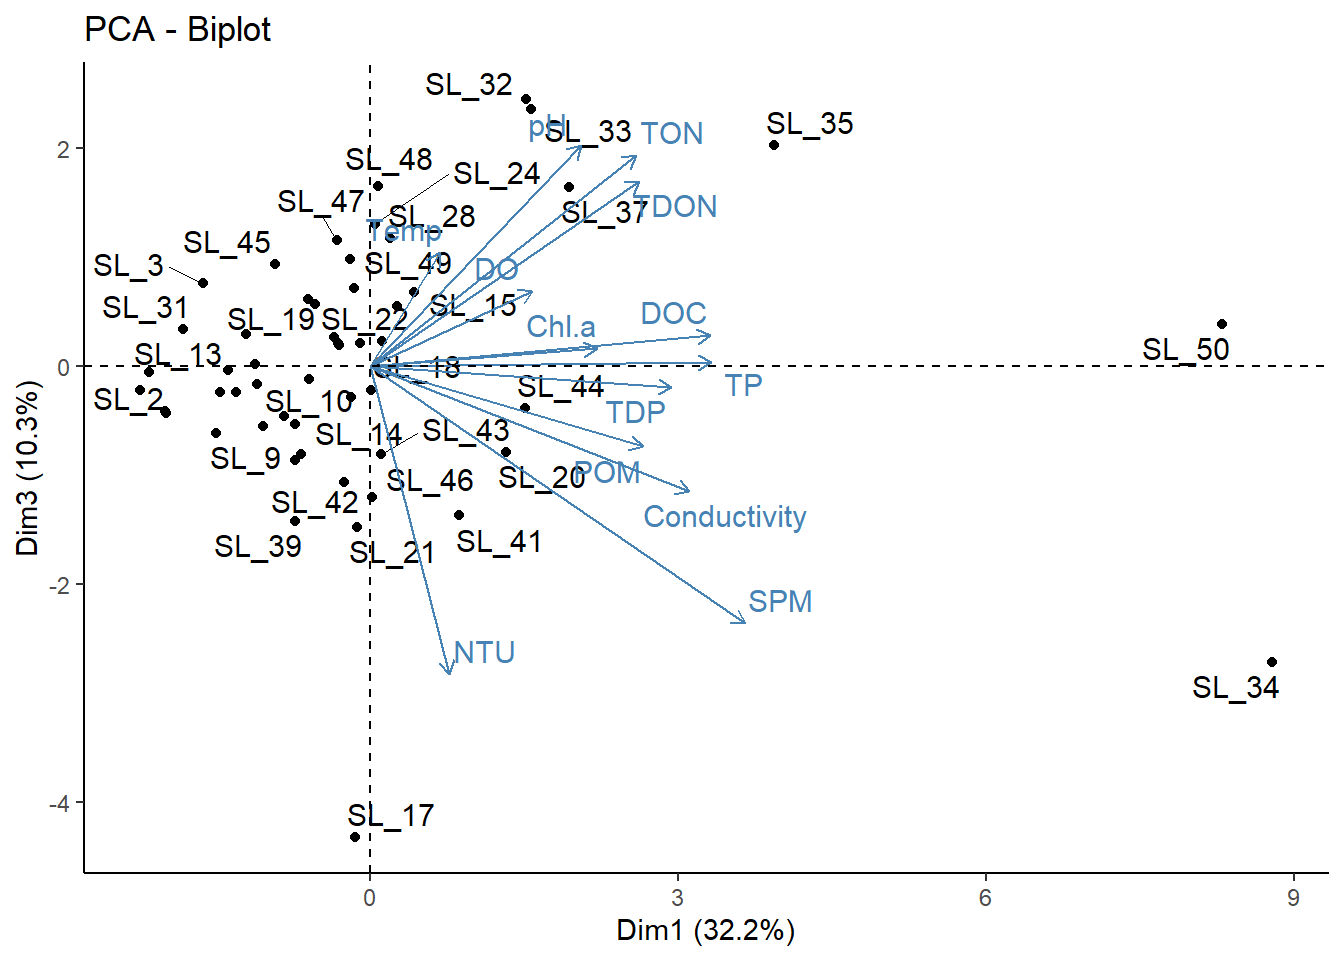 PCA - Biplot
SL_32
SL_35
pH
SL_33
TON
SL_48
SL_24
SL_47
TDON
SL_37
SL_28
Temp
SL_45
SL_3
SL_49
DO
SL_31
SL_15
DOC
SL_19
SL_22
Chl.a
SL_50
SL_13
SL_18
TP
SL_44
SL_2
SL_10
TDP
SL_14
SL_43
SL_9
SL_46
SL_20
POM
SL_42
Conductivity
SL_39
SL_21
SL_41
SPM
NTU
SL_34
SL_17
2
0
-2
-4
Dim3 (10.3%)
0
3
6
9
Dim1 (32.2%)